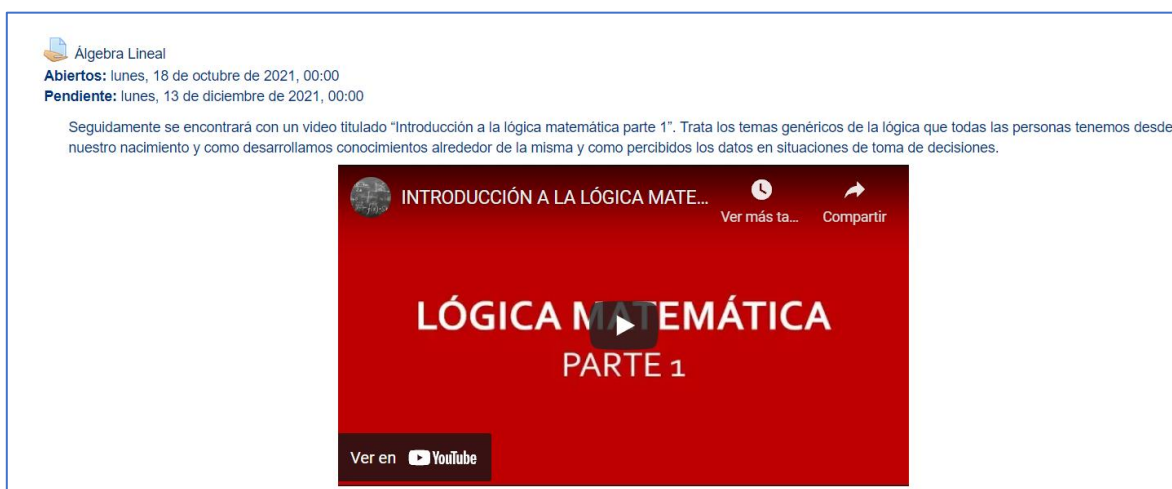 Álgebra Lineal
Abiertos: lunes, 18 de octubre de 2021, 00:00
Pendiente: lunes, 13 de diciembre de 2021, 00:00
Seguidamente se encontrará con un video titulado “Introducción a la lógica matemática parte 1”. Trata los temas genéricos de la lógica que todas las personas tenemos desde
nuestro nacimiento y como desarrollamos conocimientos alrededor de la misma y como percibidos los datos en situaciones de toma de decisiones.
INTRODUCCIÓN A LA LÓGICA MATE...
Ver más ta...
Compartir
LÓGICA MATEMÁTICA
PARTE 1
Ver en YouTube